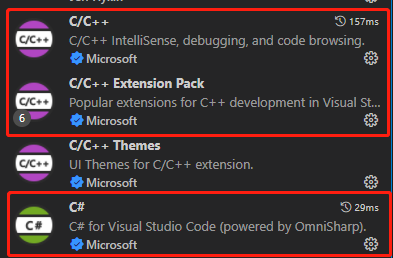 C/C++
157ms
C/C++ IntelliSense, debugging, and code browsing.
C/C++
Microsoft
C/C++ Extension Pack
Popular extensions for C++ development in Visual St...
C/C++
6
Microsoft
C/C++ Themes
UI Themes for C/C++ extension.
C/C++
Microsoft
C#
29ms
C# for Visual Studio Code (powered by OmniSharp).
C#
Microsoft